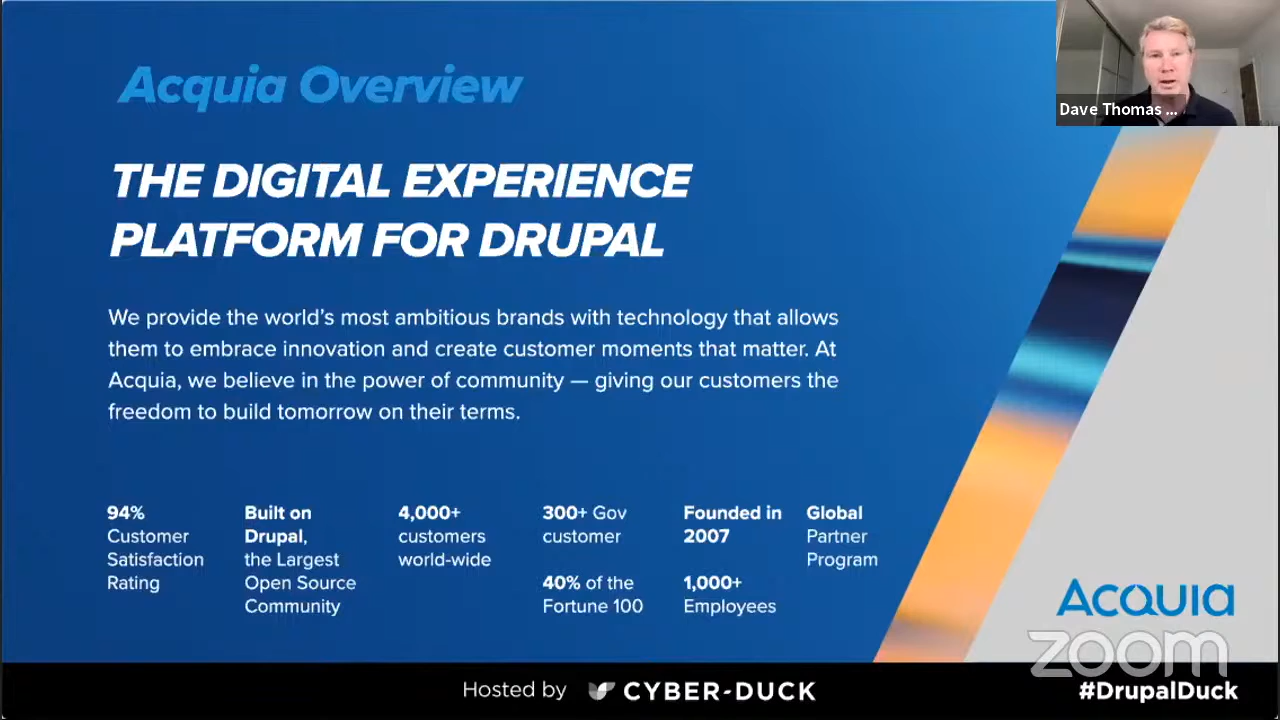 Acquia Overview
Dave Thomas ...
THE DIGITAL EXPERIENCE
PLATFORM FOR DRUPAL
We provide the world's most ambitious brands with technology that allows
them to embrace innovation and create customer moments that matter. At
Acquia, we believe in the power of community — giving our customers the
freedom to build tomorrow on their terms.
94%
Customer
Satisfaction
Rating
Built on
Drupal,
the Largest
Open Source
Community
4,000+
customers
world-wide
300+ Gov
customer
40% of the
Fortune 100
Founded in
2007
1,000+
Employees
Global
Partner
Program
ACQUIA
zoom
Hosted by CYBER-DUCK
#DrupalDuck